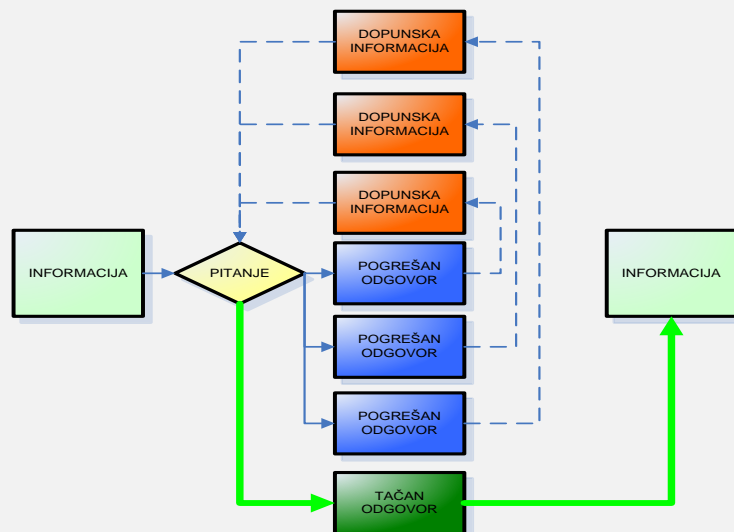 DOPUNSKA
INFORMACIJA
DOPUNSKA
INFORMACIJA
DOPUNSKA
INFORMACIJA
INFORMACIJA
PITANJE
POGREŠAN
ODGOVOR
INFORMACIJA
POGREŠAN
ODGOVOR
POGREŠAN
ODGOVOR
TAČAN
ODGOVOR